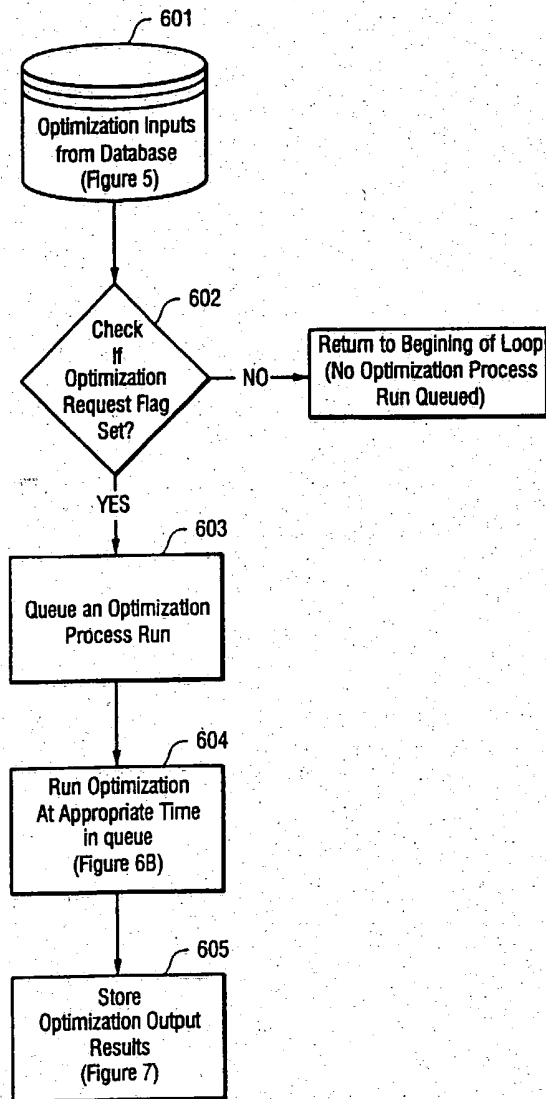 601
Optimization Inputs
from Database
(Figure 5)
602
Check
If
Optimization
Request Flag
Set?
NO
Return to Begining of Loop
(No Optimization Process
Run Queued)
YES
603
Queue an Optimization
Process Run
604
Run Optimization
At Appropriate Time
in queue
(Figure 6B)
605
Store
Optimization Output
Results
(Figure 7)